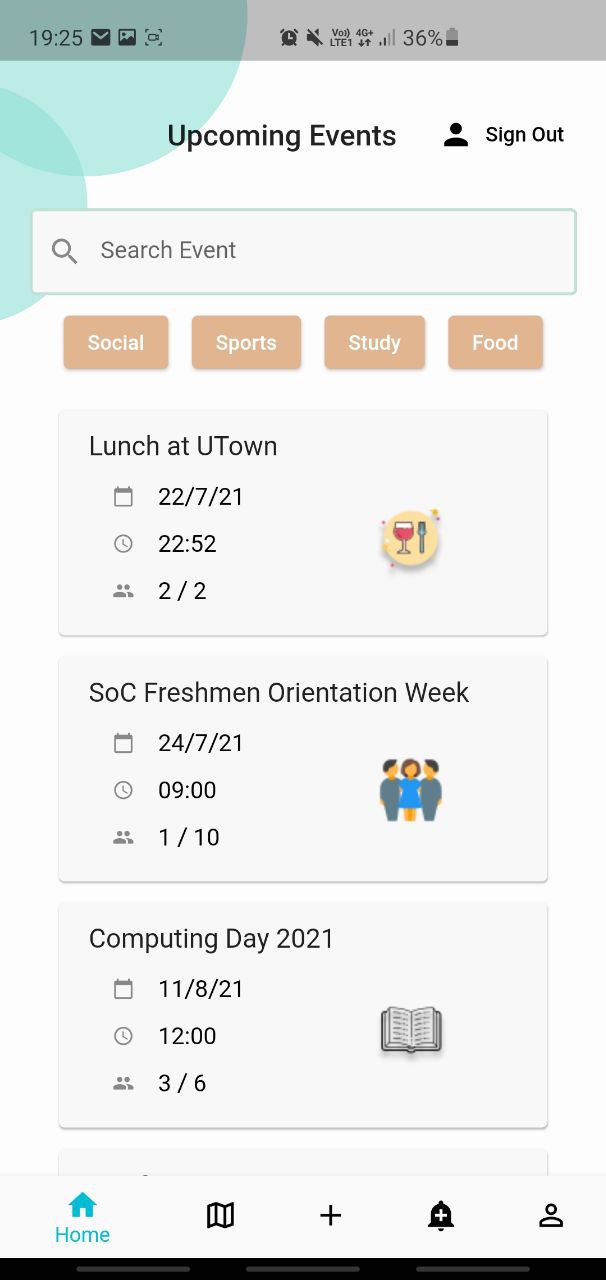 19:25 Vo)) LTE1 4G+ 36%
Upcoming Events Sign Out
Search Event
Social Sports Study Food
Lunch at UTown
22/7/21
22:52
2 / 2
SoC Freshmen Orientation Week
24/7/21
09:00
1 / 10
Computing Day 2021
11/8/21
12:00
3 / 6
Home